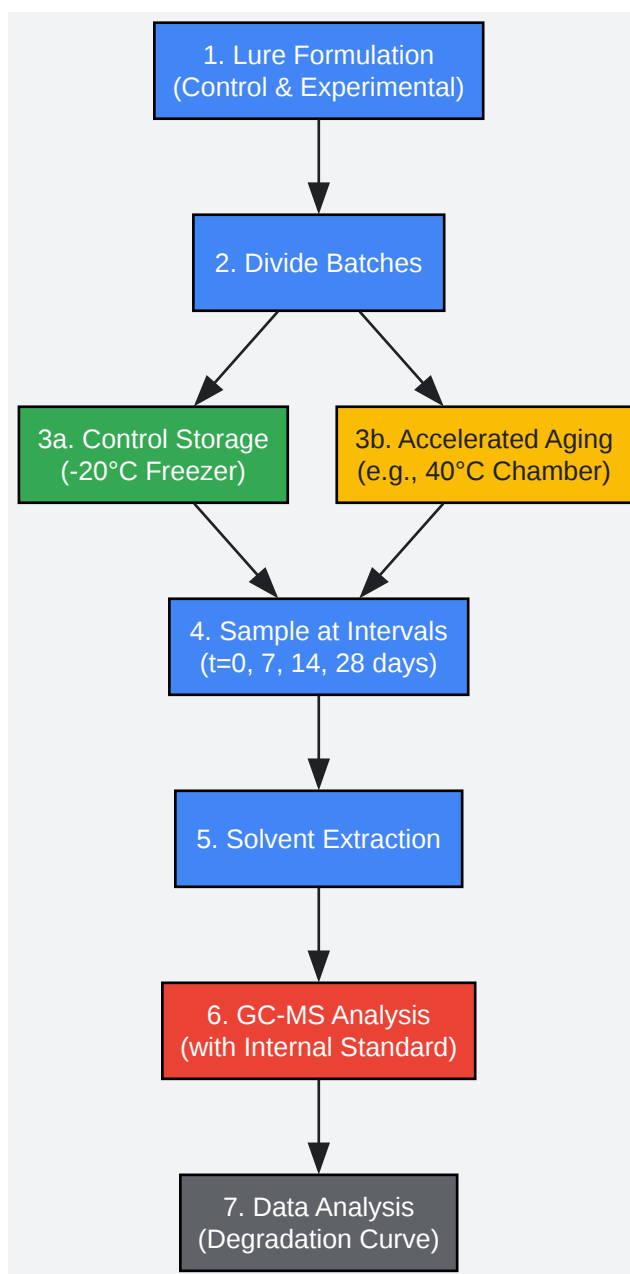 1. Lure Formulation
(Control & Experimental)
2. Divide Batches
3a. Control Storage
(-20°C Freezer)
3b. Accelerated Aging
(e.g., 40°C Chamber)
4. Sample at Intervals
(t=0, 7, 14, 28 days)
5. Solvent Extraction
6. GC-MS Analysis
(with Internal Standard)
7. Data Analysis
(Degradation Curve)